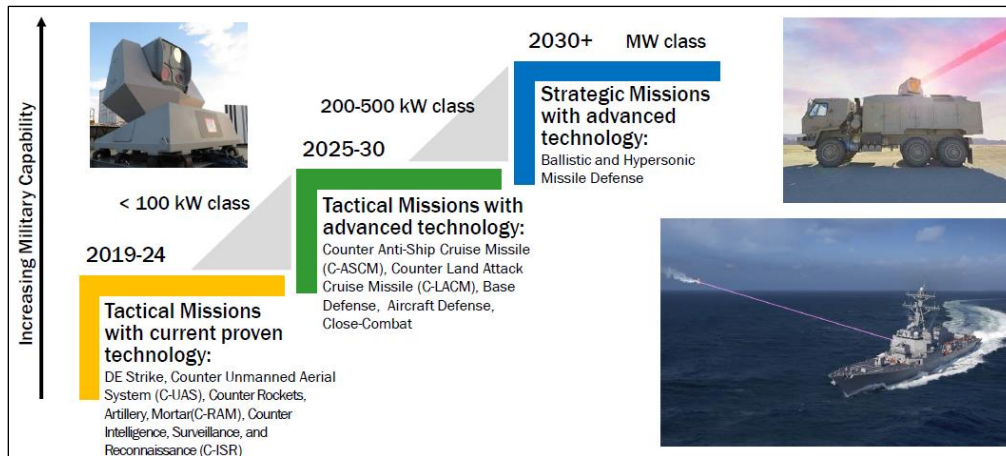 Increasing Military Capability
2030+ MW class
Strategic Missions
with advanced
technology:
Ballistic and Hypersonic
Missile Defense
200-500 kW class
2025-30
Tactical Missions with
advanced technology:
Counter Anti-Ship Cruise Missile
(C-ASCM), Counter Land Attack
Cruise Missile (C-LACM), Base
Defense, Aircraft Defense,
Close-Combat
< 100 kW class
2019-24
Tactical Missions
with current proven
technology:
DE Strike, Counter Unmanned Aerial
System (C-UAS), Counter Rockets,
Artillery, Mortar(C-RAM), Counter
Intelligence, Surveillance, and
Reconnaissance (C-ISR)